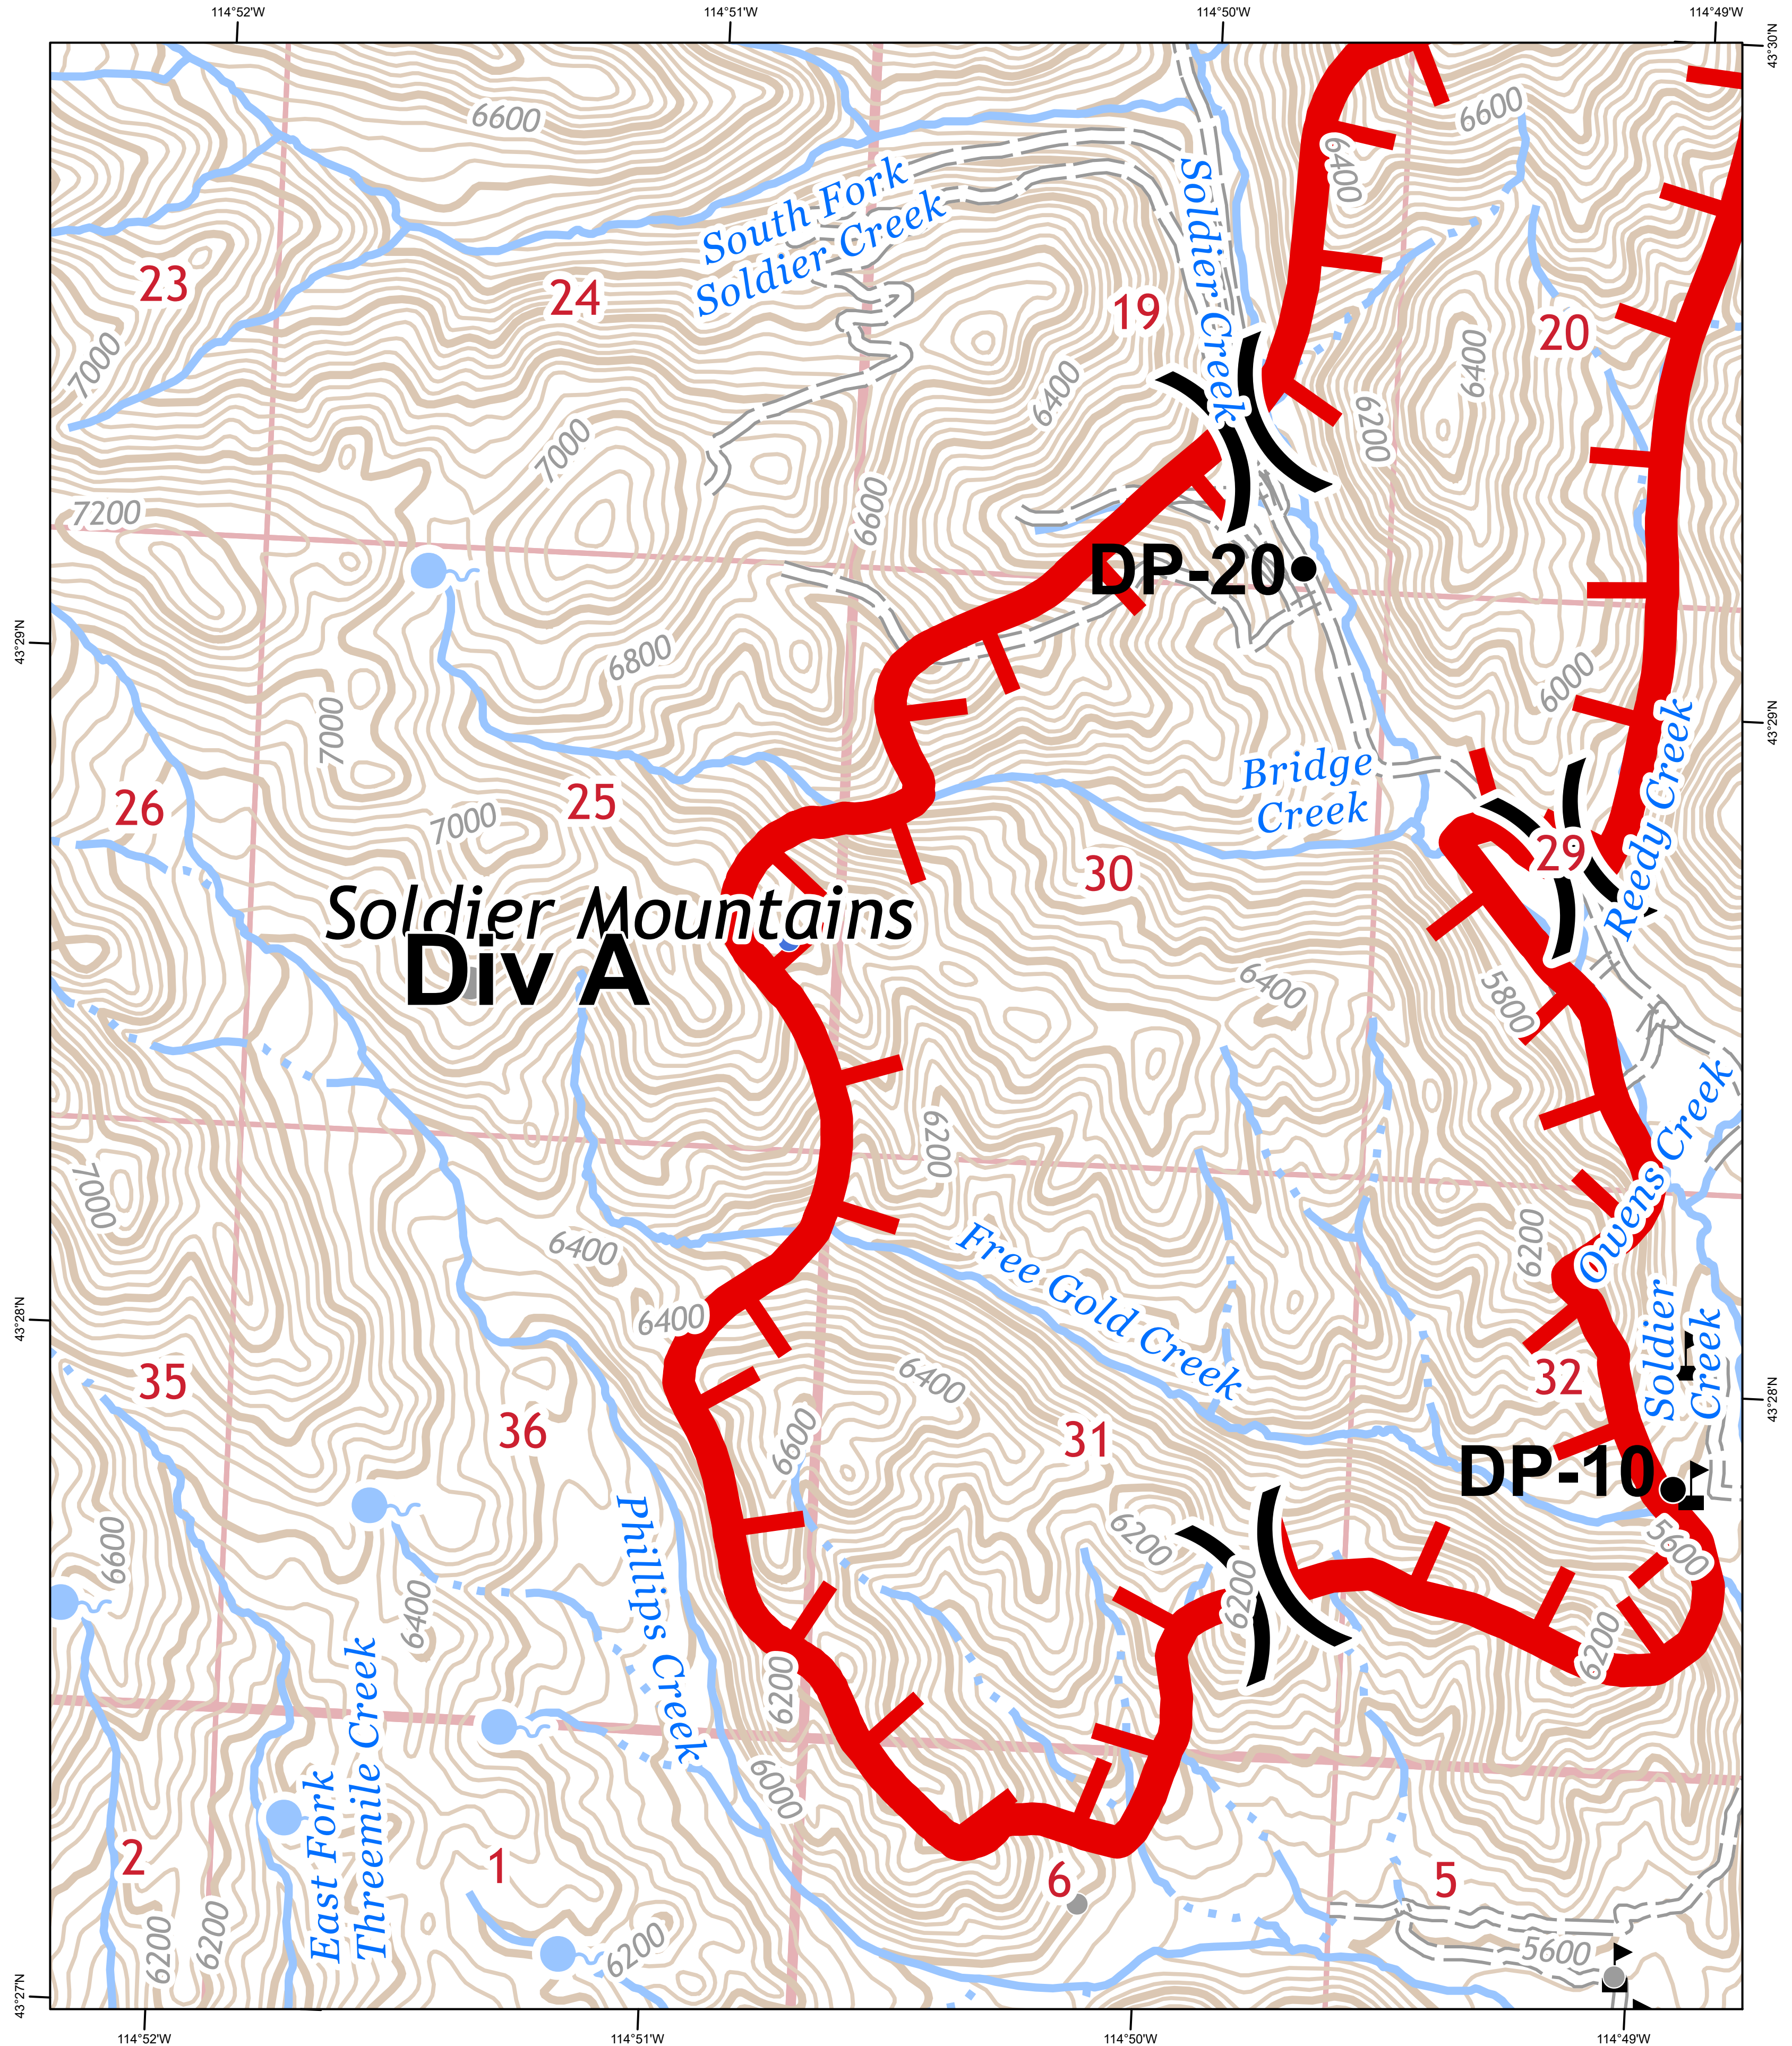 114°52'W
114°51'W
114°50'W
114°49'W
43°30'N
6600
6600
6400
South Fork
Soldier Creek
Soldier Creek
23
24
19
20
7000
6400
6400
7000
6200
7200
6600
DP-20
43°29'N
6800
6000
7000
43°29'N
Bridge
Creek
Reedy Creek
26
25
7000
30
29
Soldier Mountains
Div A
6400
5800
Owens Creek
6200
7000
6400
6200
Free Gold Creek
43°28'N
6400
Soldier
Creek
6400
35
36
31
32
43°28'N
6600
DP-10
Phillips Creek
6600
6200
5600
6400
6200
6200
6200
6000
East Fork
Threemile Creek
2
1
6
5
6200
6200
6200
5600
43°27'N
114°52'W
114°51'W
114°50'W
114°49'W